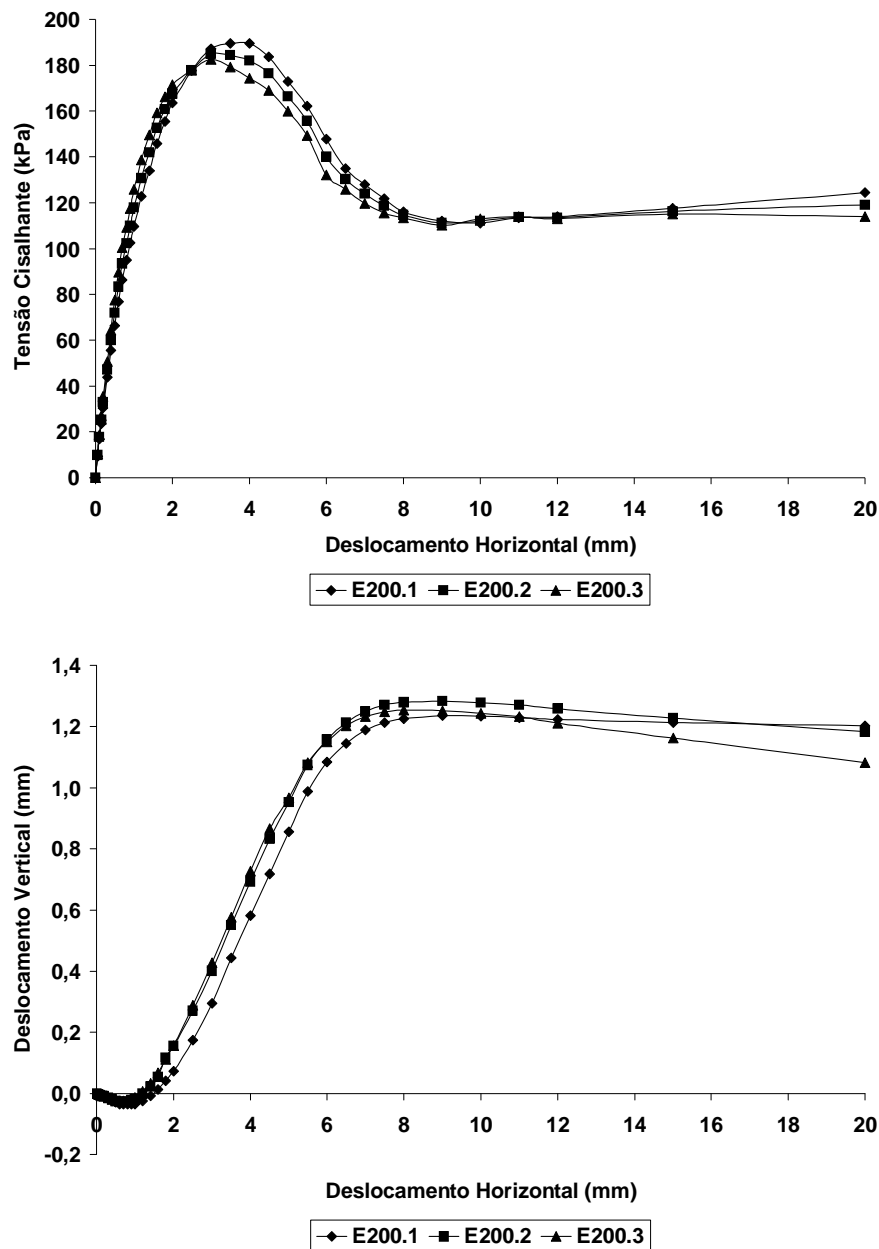 200
180
160
140
120
100
80
60
40
20
0
Tensão Cisalhante (kPa)
0 2 4 6 8 10 12 14 16 18 20
Deslocamento Horizontal (mm)
E200.1 E200.2 E200.3
1,4
1,2
1,0
0,8
0,6
0,4
0,2
0,0
-0,2
Deslocamento Vertical (mm)
0 2 4 6 8 10 12 14 16 18 20
Deslocamento Horizontal (mm)
E200.1 E200.2 E200.3